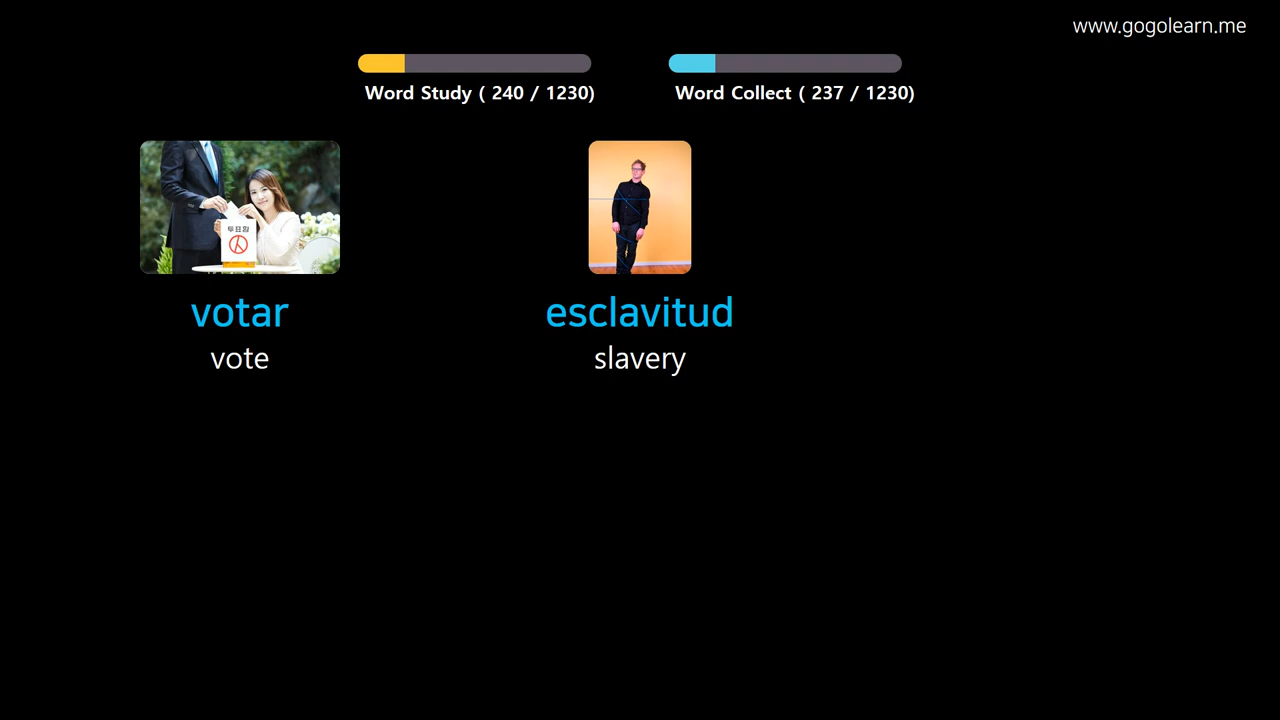 www.gogolearn.me
Word Study ( 240 / 1230)
Word Collect ( 237 / 1230)
투표함
votar
vote
esclavitud
slavery